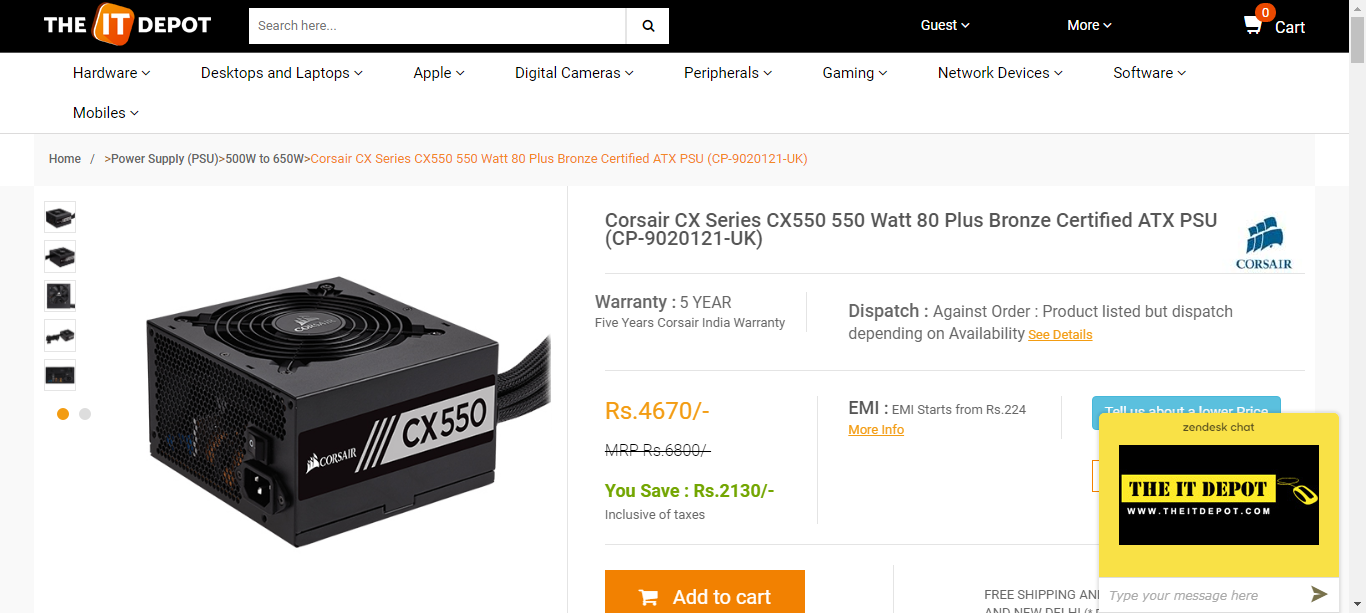 THE IT DEPOT
Search here...
Guest
More
0
Cart
Hardware
Desktops and Laptops
Apple
Digital Cameras
Peripherals
Gaming
Network Devices
Software
Mobiles
Home / >Power Supply (PSU)>500W to 650W>Corsair CX Series CX550 550 Watt 80 Plus Bronze Certified ATX PSU (CP-9020121-UK)
CORSAIR
CORSAIR
CX550
Corsair CX Series CX550 550 Watt 80 Plus Bronze Certified ATX PSU
(CP-9020121-UK)
CORSAIR
Warranty : 5 YEAR
Five Years Corsair India Warranty
Dispatch : Against Order : Product listed but dispatch
depending on Availability See Details
Rs.4670/-
MRP Rs.6800/-
You Save : Rs.2130/-
Inclusive of taxes
EMI : EMI Starts from Rs.224
More Info
Tell us about a lower Price
Add to cart
FREE SHIPPING
AND NEW DELHI
zendesk chat
THE IT DEPOT
WWW.THEITDEPOT.COM
Type your message here